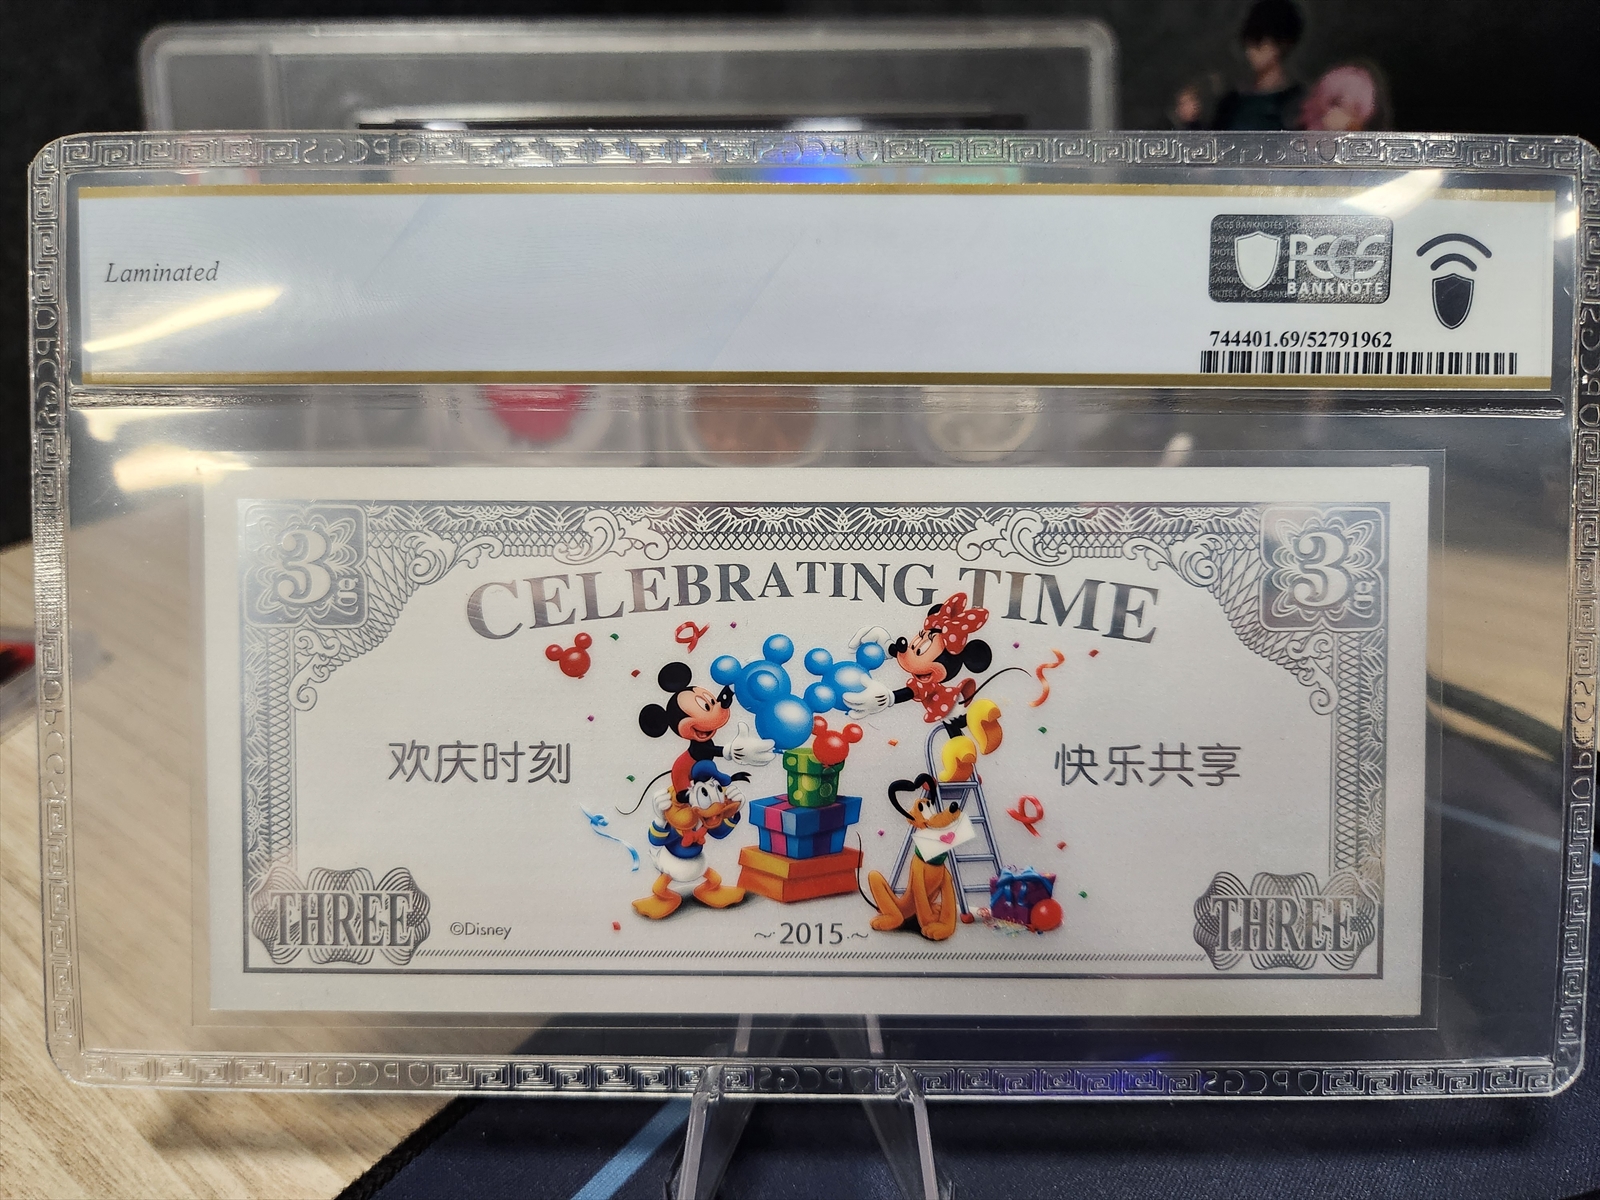 Laminated
PCGS
BANKNOTE
744401.69/52791962
3g
3g
CELEBRATING TIME
欢庆时刻
快乐共享
THREE
©Disney
~2015~
THREE